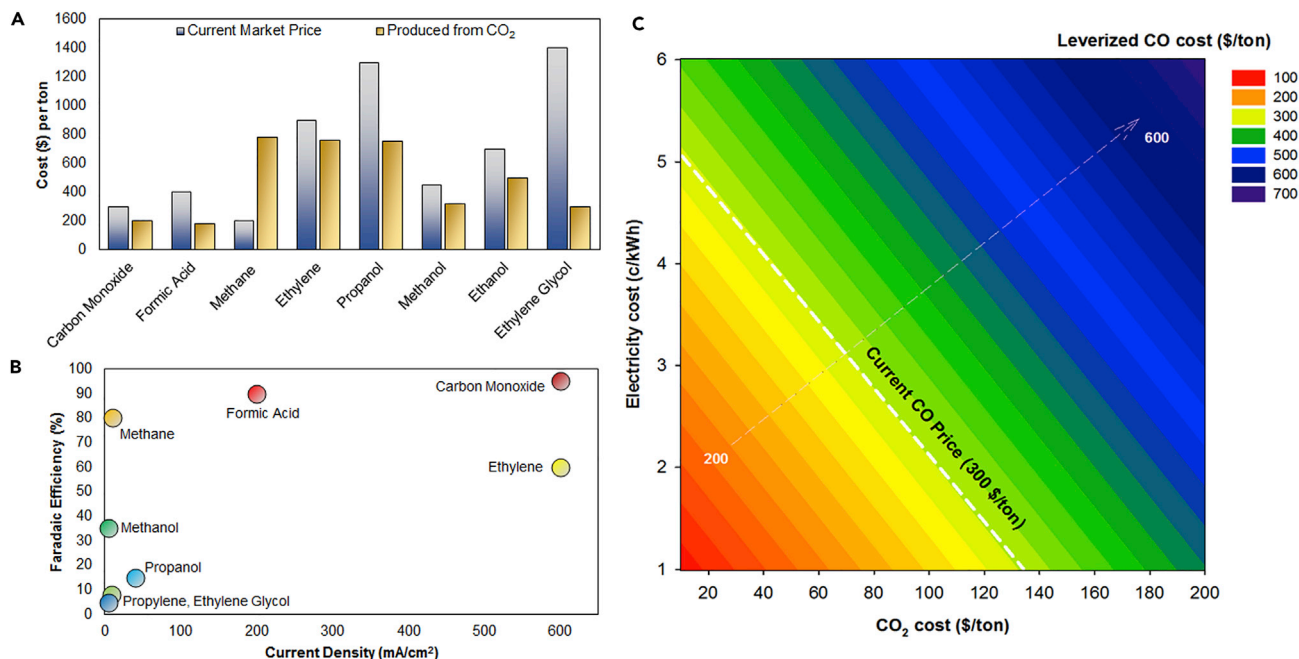 A
1600
1400
1200
1000
800
600
400
200
0
Cost ($) per ton
Current Market Price
Produced from CO₂
Carbon Monoxide
Formic Acid
Methane
Ethylene
Propanol
Methanol
Ethanol
Ethylene Glycol
B
100
90
80
70
60
50
40
30
20
10
0
Faradaic Efficiency (%)
Carbon Monoxide
Formic Acid
Methane
Ethylene
Methanol
Propanol
Propylene, Ethylene Glycol
0 100 200 300 400 500 600
Current Density (mA/cm²)
C
Leverized CO cost ($/ton)
100
200
300
400
500
600
700
6
5
4
3
2
1
Electricity cost (c/kWh)
600
200
Current CO Price (300 $/ton)
20 40 60 80 100 120 140 160 180 200
CO₂ cost ($/ton)